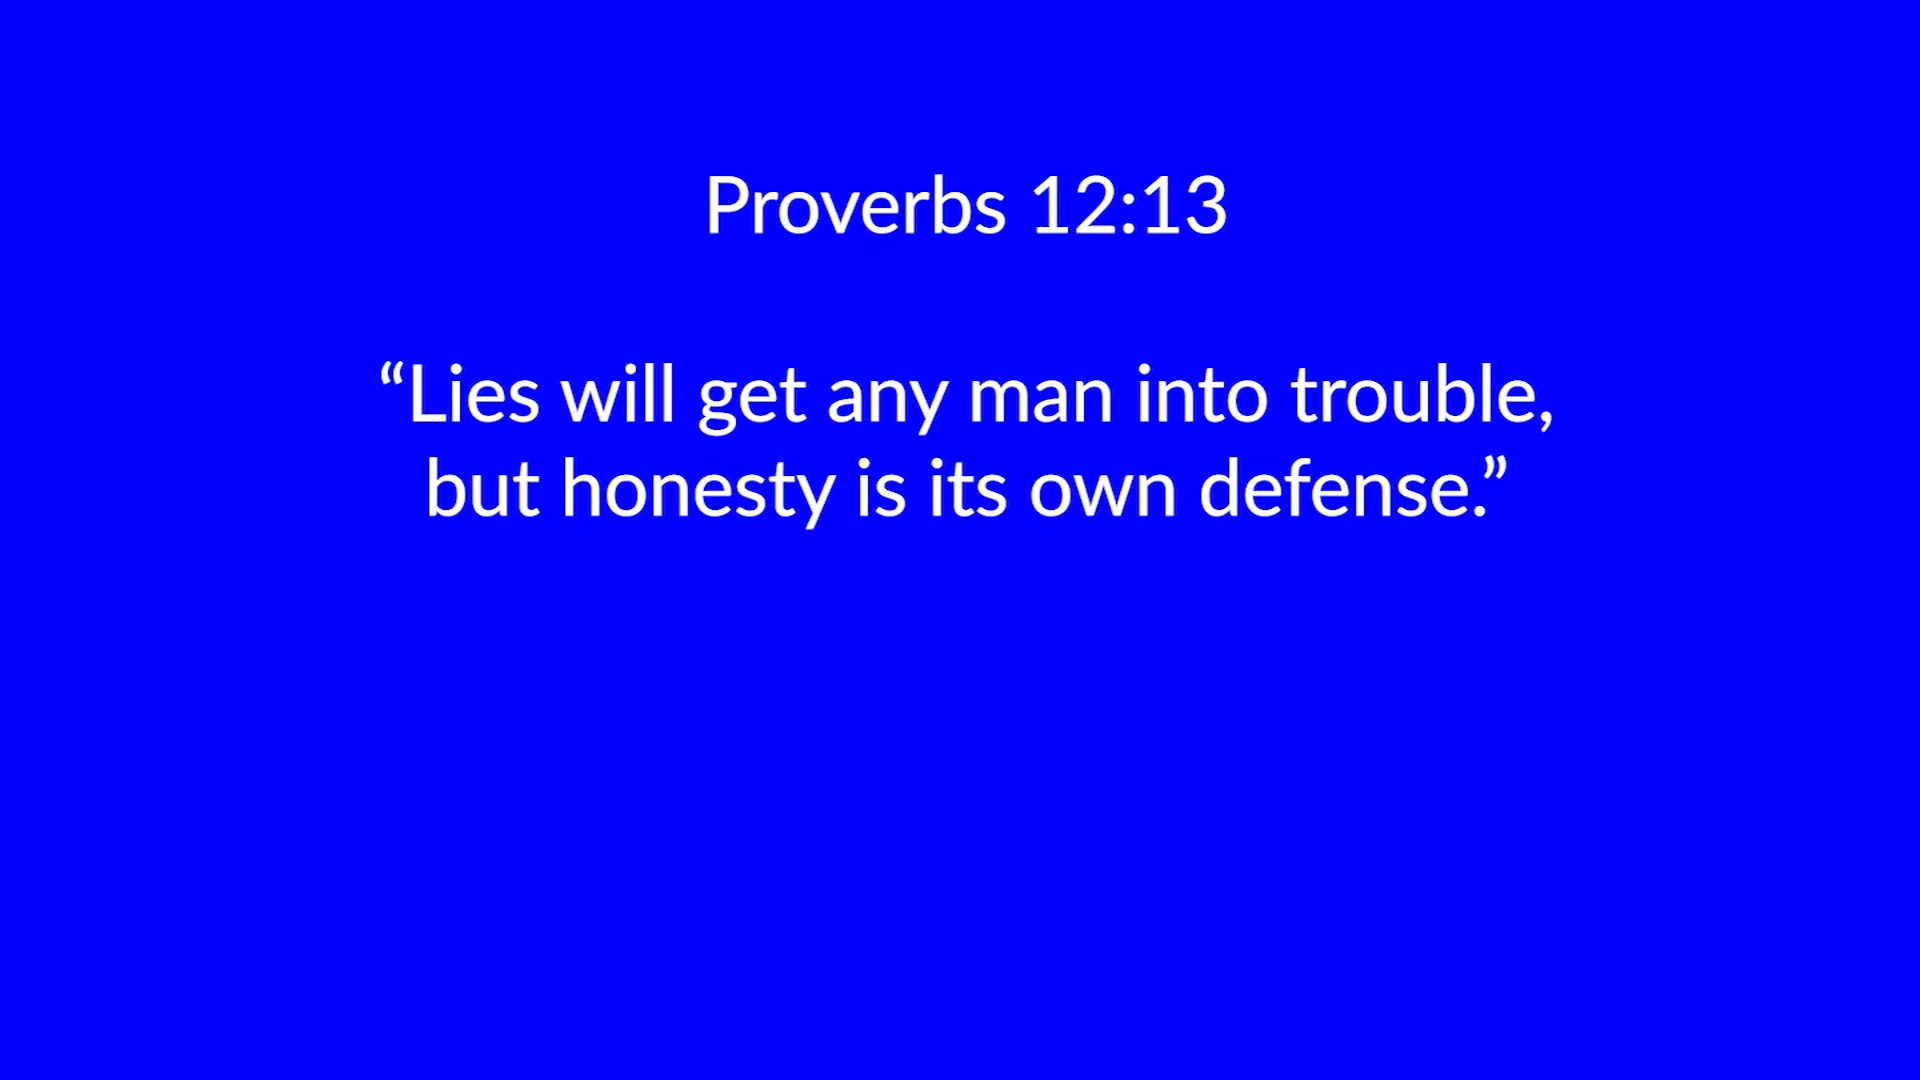 Proverbs 12:13
“Lies will get any man into trouble,
but honesty is its own defense.”